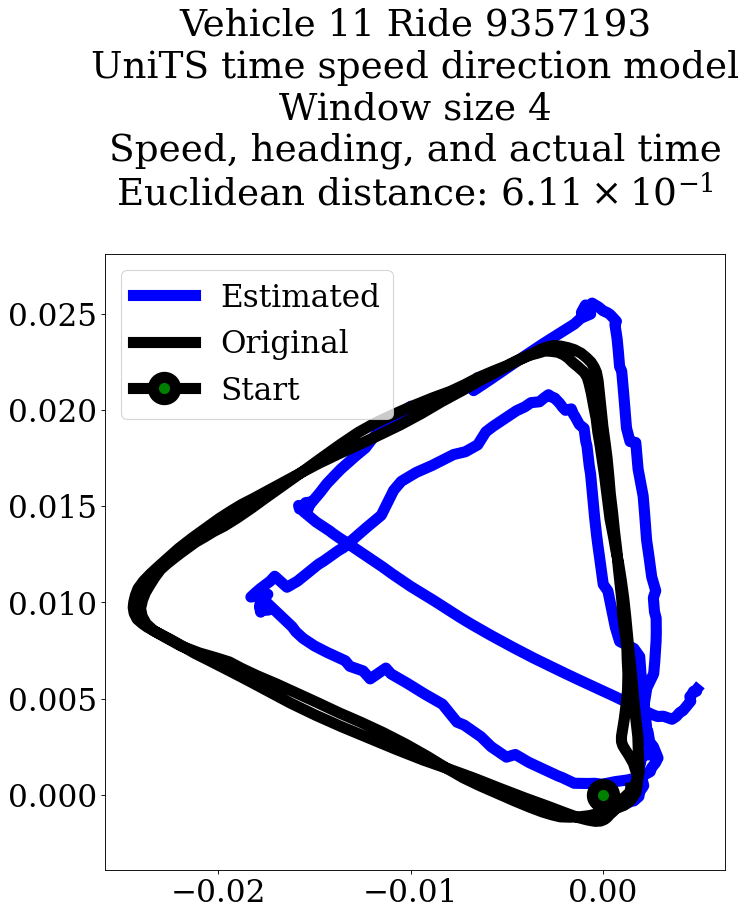 Vehicle 11 Ride 9357193
UniTS time speed direction model
Window size 4
Speed, heading, and actual time
Euclidean distance: 6.11 × 10⁻¹
Estimated
Original
Start
0.025
0.020
0.015
0.010
0.005
0.000
−0.02 −0.01 0.00